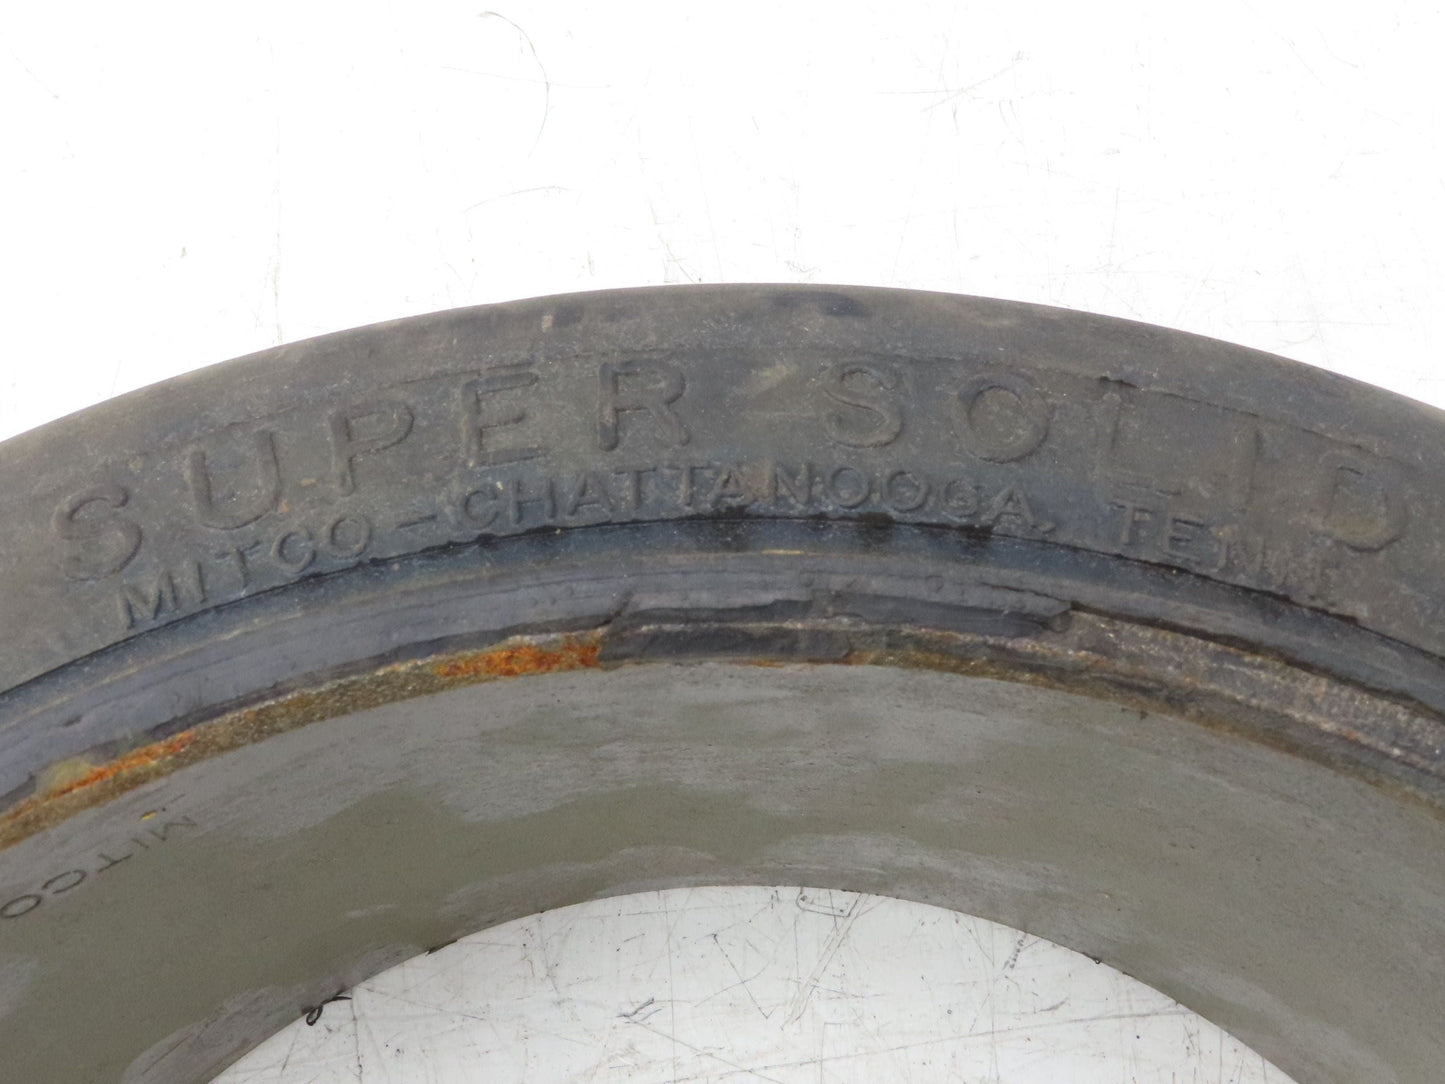 SUPER SOLID
MITCO - CHATTANOOGA, TENN.
MITCO